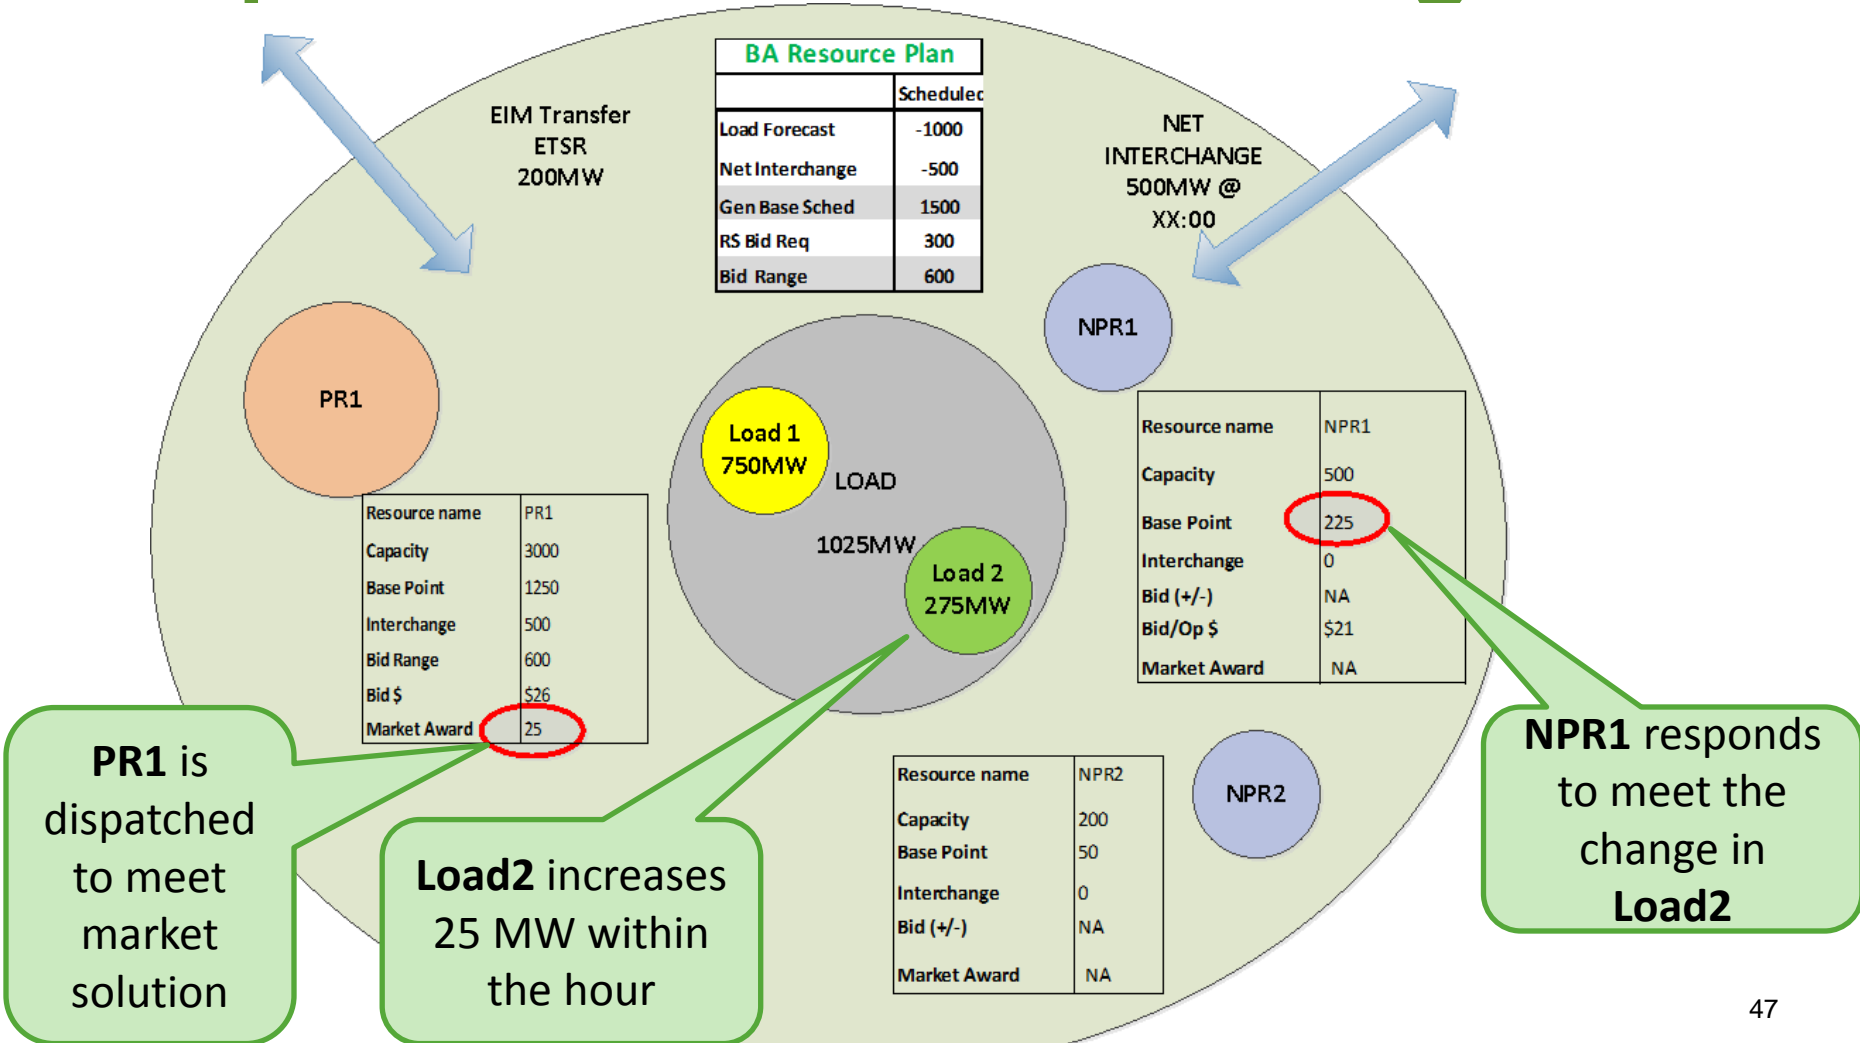 BA Resource Plan
Scheduled
Load Forecast -1000
Net Interchange -500
Gen Base Sched 1500
RS Bid Req 300
Bid Range 600
EIM Transfer
ETSR
200MW
NET
INTERCHANGE
500MW @
XX:00
PR1
NPR1
Load 1
750MW
LOAD
1025MW
Load 2
275MW
Resource name PR1
Capacity 3000
Base Point 1250
Interchange 500
Bid Range 600
Bid $ $26
Market Award 25
Resource name NPR1
Capacity 500
Base Point 225
Interchange 0
Bid (+/-) NA
Bid/Op $ $21
Market Award NA
Resource name NPR2
Capacity 200
Base Point 50
Interchange 0
Bid (+/-) NA
Market Award NA
NPR2
PR1 is
dispatched
to meet
market
solution
Load2 increases
25 MW within
the hour
NPR1 responds
to meet the
change in
Load2
47